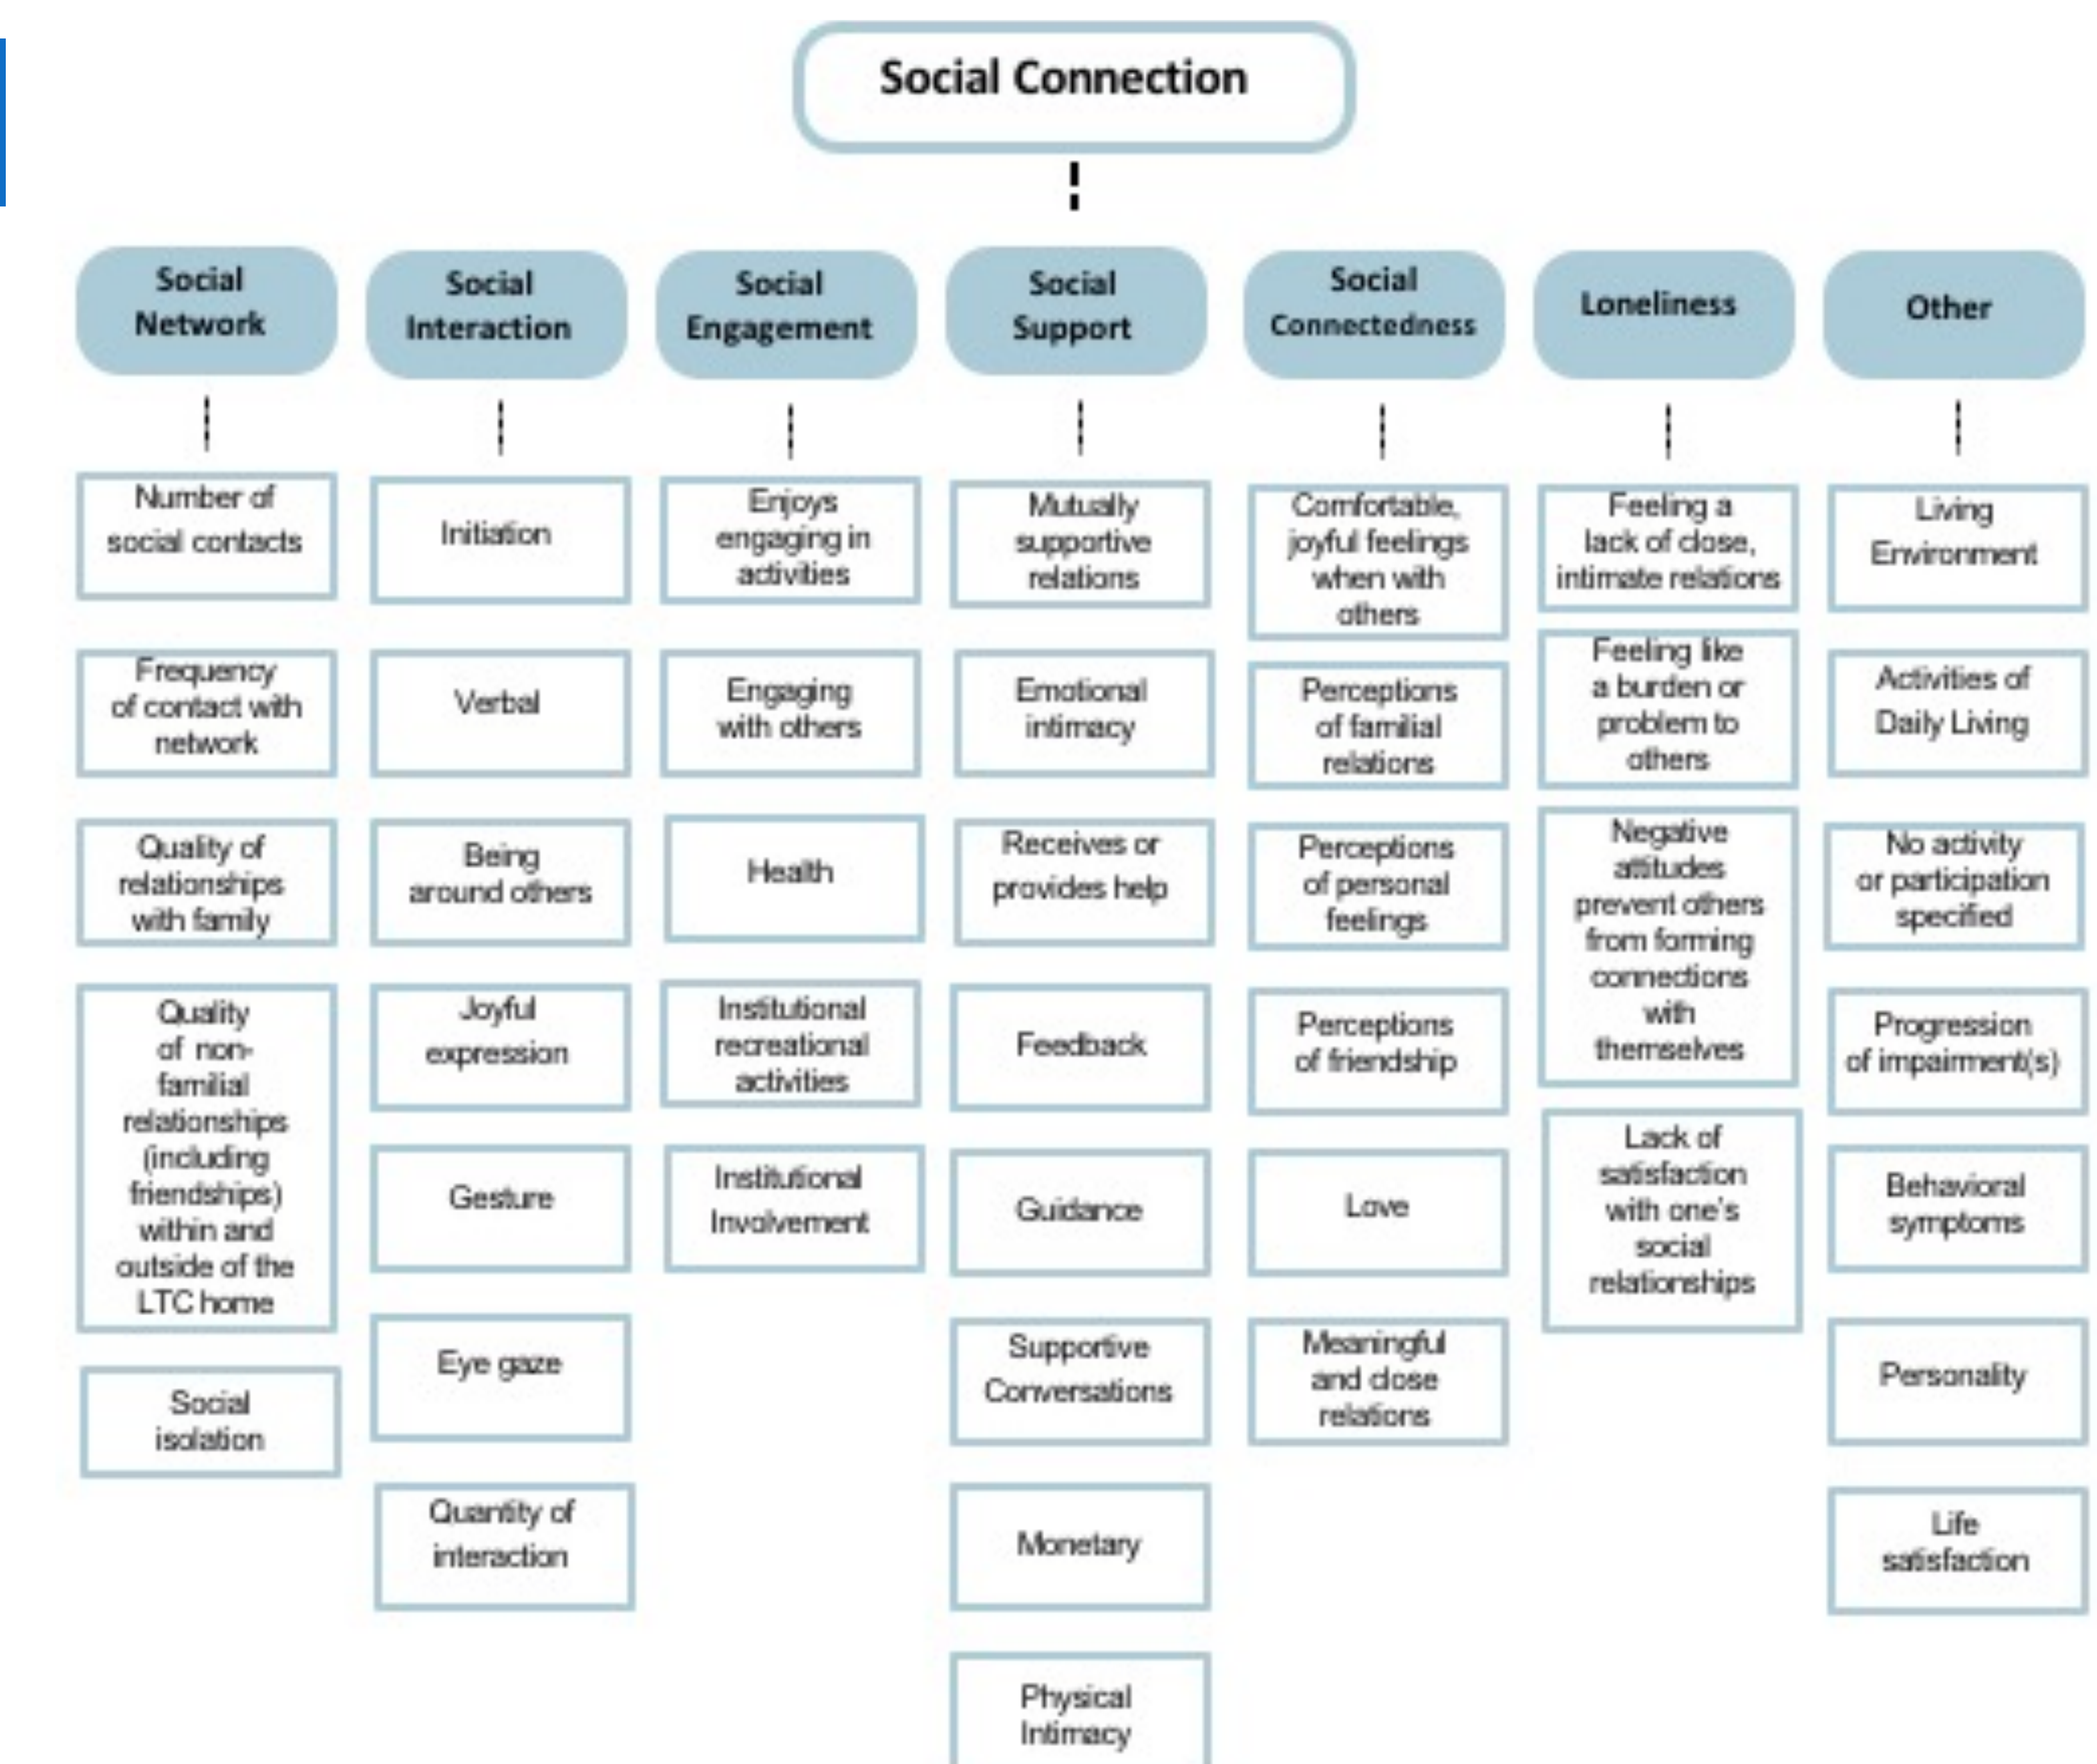 Social Connection
Social
Network
Number of
social contacts
Frequency
of contact with
network
Quality of
relationships
with family
Quality
of non-
familial
relationships
(including
friendships)
within and
outside of the
LTC home
Social
isolation
Social
Interaction
Initiation
Verbal
Being
around others
Joyful
expression
Gesture
Eye gaze
Quantity of
interaction
Social
Engagement
Enjoys
engaging in
activities
Engaging
with others
Health
Institutional
recreational
activities
Institutional
Involvement
Social
Support
Mutually
supportive
relations
Emotional
intimacy
Receives or
provides help
Feedback
Guidance
Supportive
Conversations
Monetary
Physical
Intimacy
Social
Connectedness
Comfortable,
joyful feelings
when with
others
Perceptions
of familial
relations
Perceptions
of personal
feelings
Perceptions
of friendship
Love
Meaningful
and close
relations
Loneliness
Feeling a
lack of close,
intimate relations
Feeling like
a burden or
problem to
others
Negative
attitudes
prevent others
from forming
connections
with
themselves
Lack of
satisfaction
with one's
social
relationships
Other
Living
Environment
Activities of
Daily Living
No activity
or participation
specified
Progression
of impairment(s)
Behavioral
symptoms
Personality
Life
satisfaction